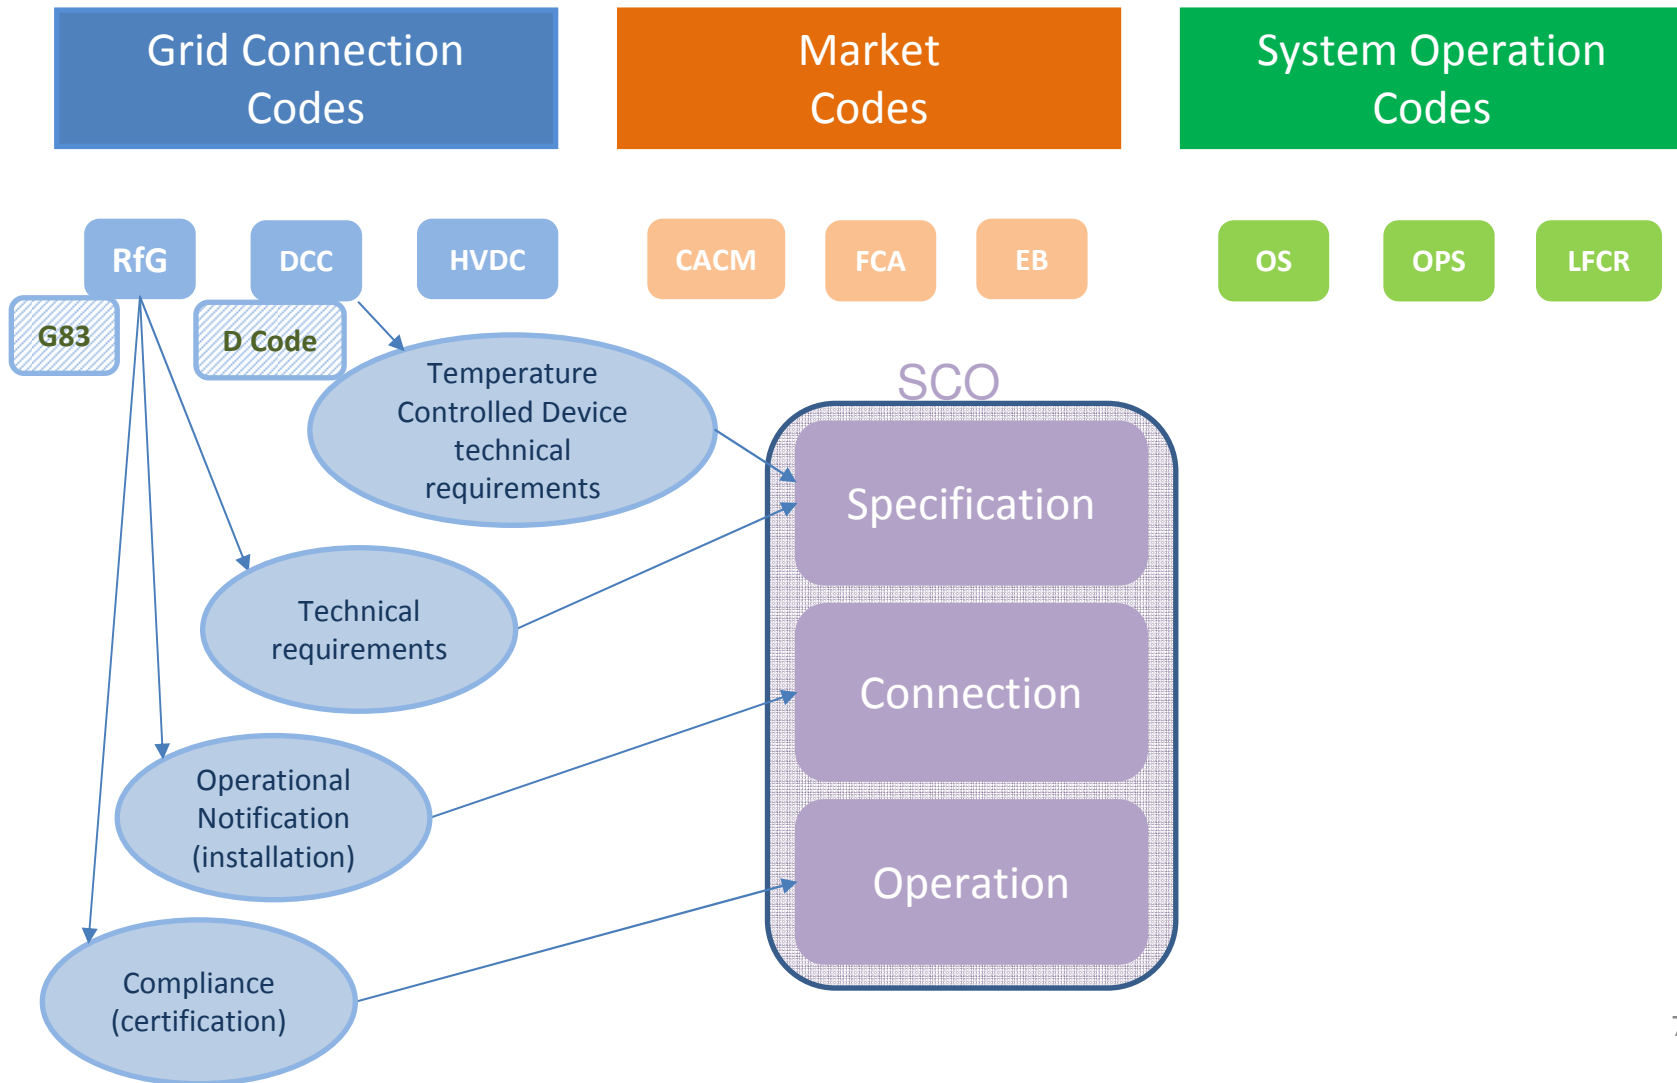 Grid Connection
Codes
Market
Codes
System Operation
Codes
RfG
DCC
HVDC
CACM
FCA
EB
OS
OPS
LFCR
G83
D Code
Temperature
Controlled Device
technical
requirements
SCO
Specification
Technical
requirements
Connection
Operational
Notification
(installation)
Operation
Compliance
(certification)
7